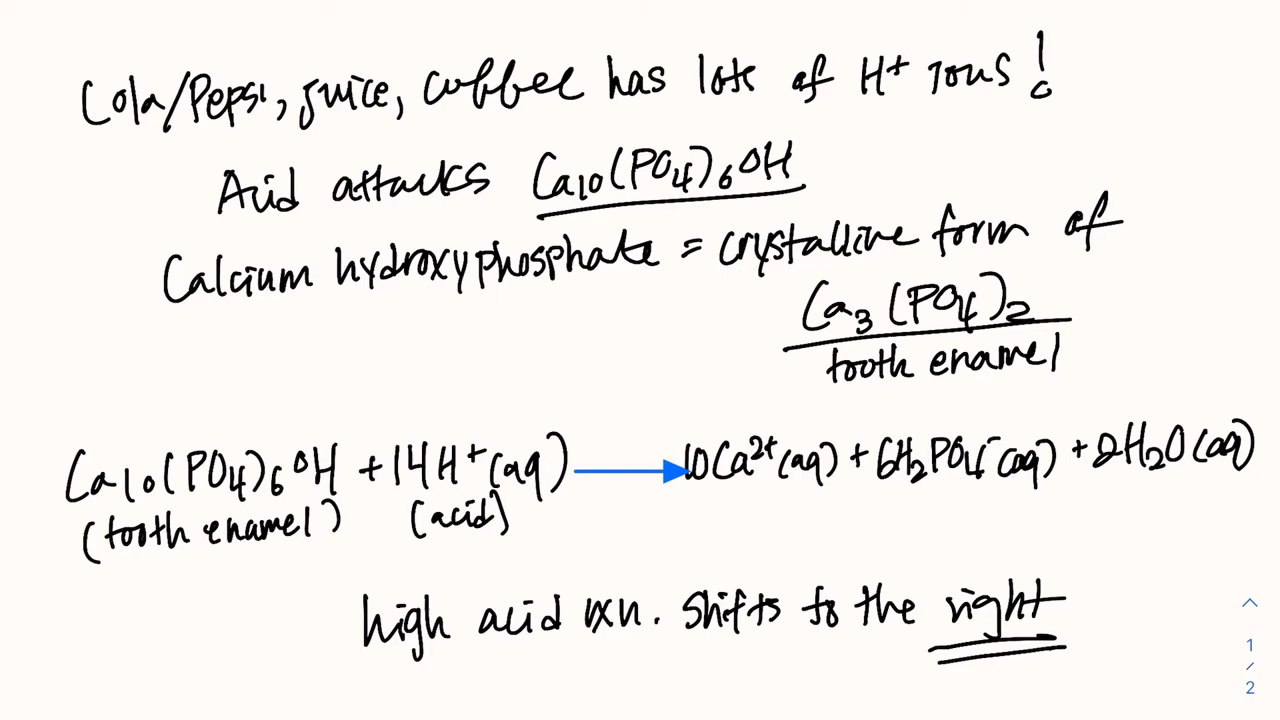 Cola/Pepsi, juice, coffee has lots of H+ ions!
Acid attacks Ca10(PO4)6OH
Calcium hydroxyphosphate = crystalline form of
Ca3(PO4)2
tooth enamel
Ca10(PO4)6OH + 14H+(aq) → 10Ca2+(aq) + 6H2PO4-(aq) + 2H2O(aq)
(tooth enamel) (acid)
high acid rxn. shifts to the right
1/2